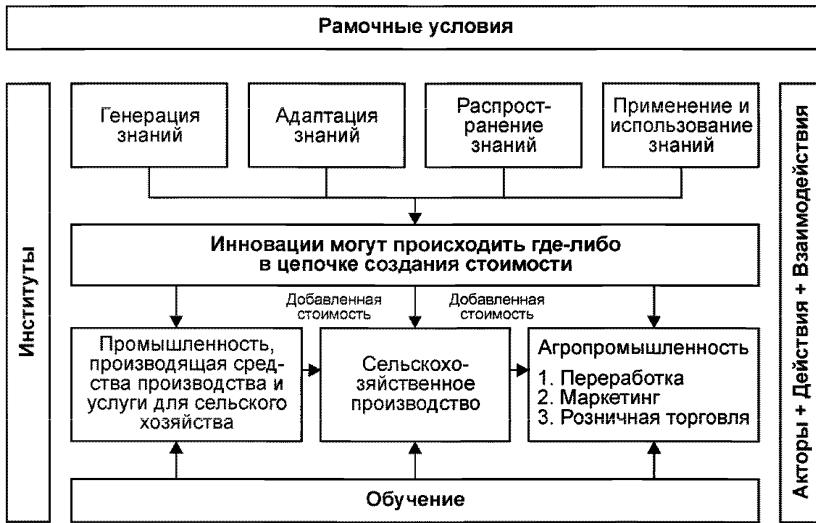 Рамочные условия
Институты
Генерация
знаний
Адаптация
знаний
Распрост-
ранение
знаний
Применение и
использование
знаний
Инновации могут происходить где-либо
в цепочке создания стоимости
Добавленная
стоимость
Добавленная
стоимость
Промышленность,
производящая сред-
ства производства и
услуги для сельского
хозяйства
Сельскохо-
зяйственное
производство
Агропромышленность
1. Переработка
2. Маркетинг
3. Розничная торговля
Обучение
Акторы + Действия + Взаимодействия